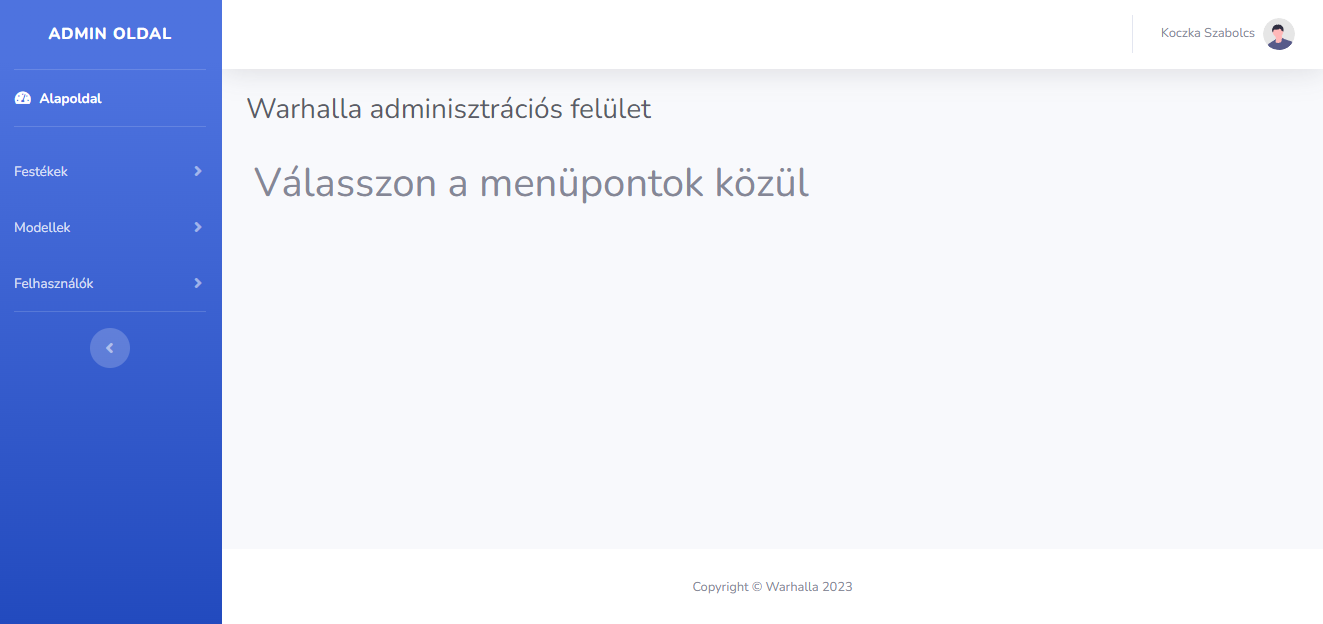 ADMIN OLDAL
Koczka Szabolcs
Alapoldal
Warhalla adminisztrációs felület
Válasszon a menüpontok közül
Festékek
Modellek
Felhasználók
Copyright © Warhalla 2023